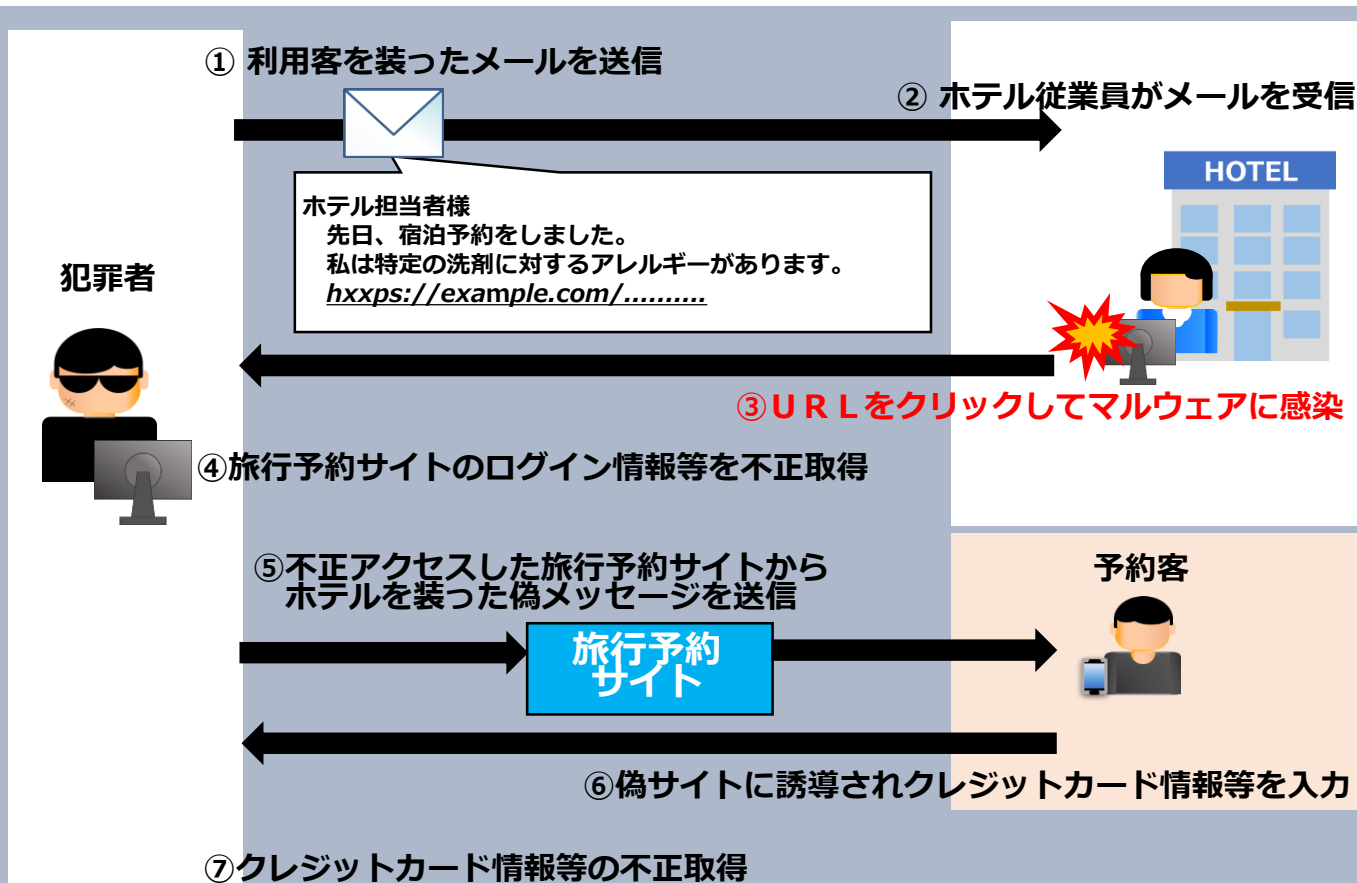 ① 利用客を装ったメールを送信
② ホテル従業員がメールを受信
HOTEL
ホテル担当者様
先日、宿泊予約をしました。
私は特定の洗剤に対するアレルギーがあります。
hxxps://example.com/..........
犯罪者
③ＵＲＬをクリックしてマルウェアに感染
④旅行予約サイトのログイン情報等を不正取得
⑤不正アクセスした旅行予約サイトから
ホテルを装った偽メッセージを送信
予約客
旅行予約
サイト
⑥偽サイトに誘導されクレジットカード情報等を入力
⑦クレジットカード情報等の不正取得